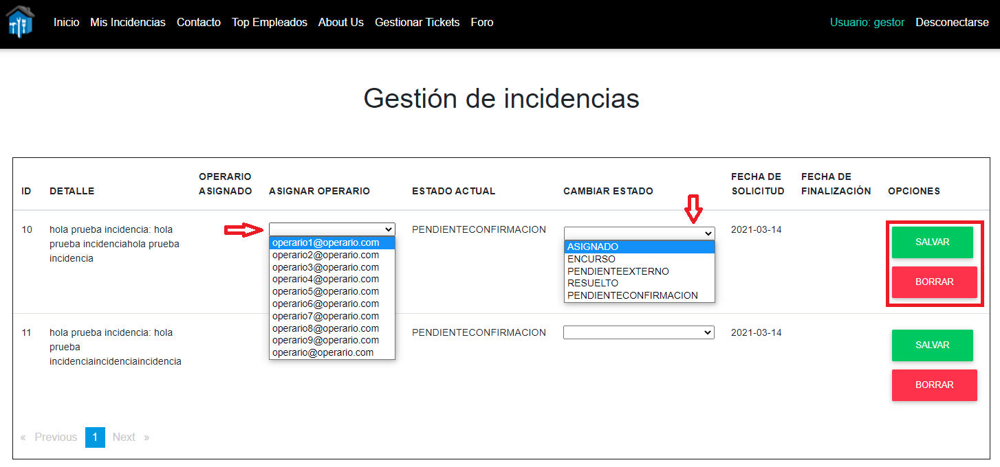 Inicio Mis Incidencias Contacto Top Empleados About Us Gestionar Tickets Foro Usuario: gestor Desconectarse
Gestión de incidencias
ID DETALLE OPERARIO ASIGNADO ASIGNAR OPERARIO ESTADO ACTUAL CAMBIAR ESTADO FECHA DE SOLICITUD FECHA DE FINALIZACIÓN OPCIONES
10
hola prueba incidencia: hola
prueba incidenciahola prueba
incidencia
operario1@operario.com
operario2@operario.com
operario3@operario.com
operario4@operario.com
operario5@operario.com
operario6@operario.com
operario7@operario.com
operario8@operario.com
operario9@operario.com
operario@operario.com
PENDIENTECONFIRMACION
ASIGNADO
ENCURSO
PENDIENTEEXTERNO
RESUELTO
PENDIENTECONFIRMACION
2021-03-14
SALVAR
BORRAR
11
hola prueba incidencia: hola
prueba
incidenciaincidenciaincidencia
PENDIENTECONFIRMACION
2021-03-14
SALVAR
BORRAR
« Previous 1 Next »